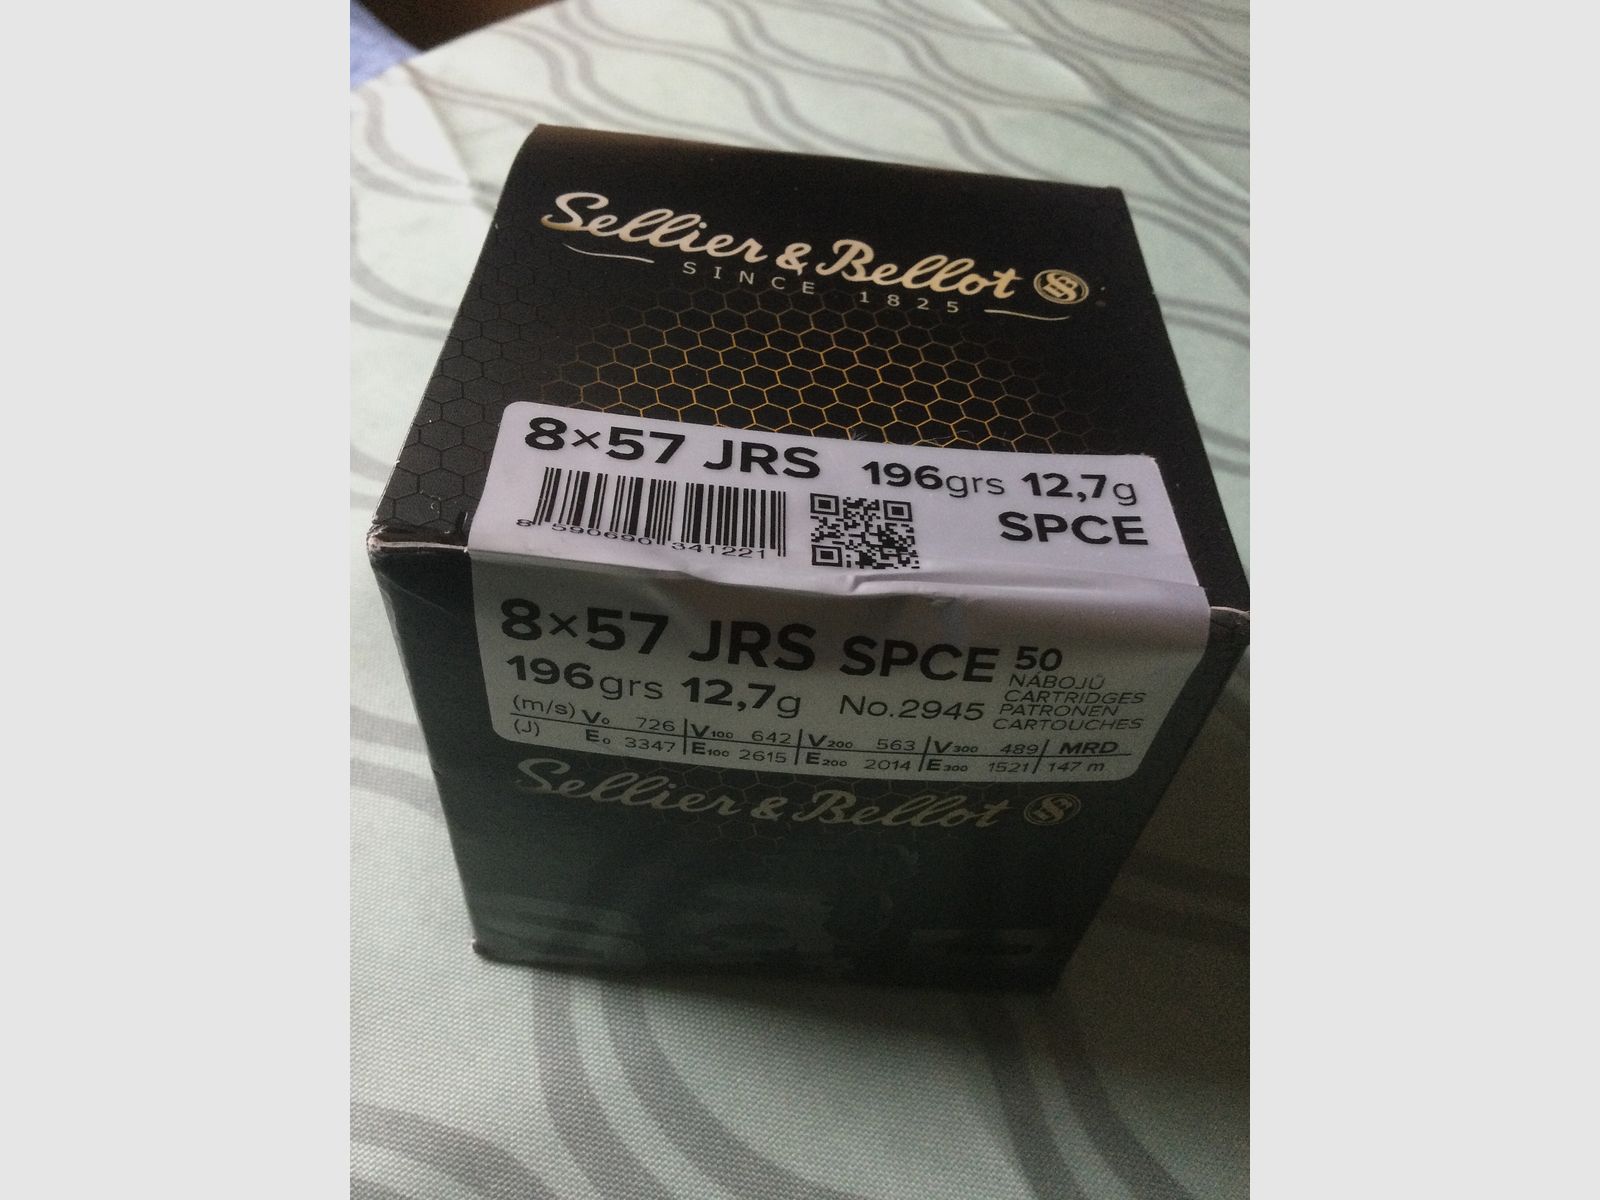 Sellier & Bellot
SINCE 1825
8×57 JRS 196grs 12,7g
SPCE
8 590690 341221
8×57 JRS SPCE 50
196grs 12,7g No.2945
NÁBOJŮ
CARTRIDGES
PATRONEN
CARTOUCHES
(m/s) V0 726 V100 642 V200 563 V300 489 MRD
(J) E0 3347 E100 2615 E200 2014 E300 1521 147 m
Sellier & Bellot